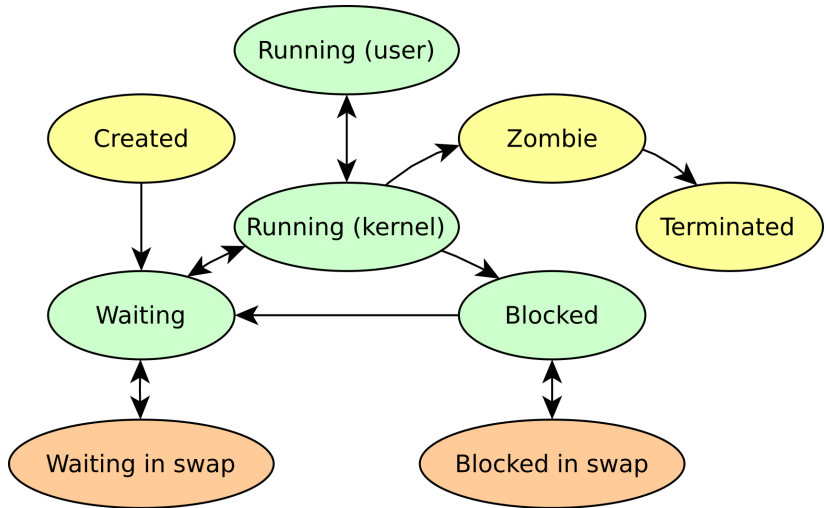 Running (user)
Created
Zombie
Running (kernel)
Terminated
Waiting
Blocked
Waiting in swap
Blocked in swap